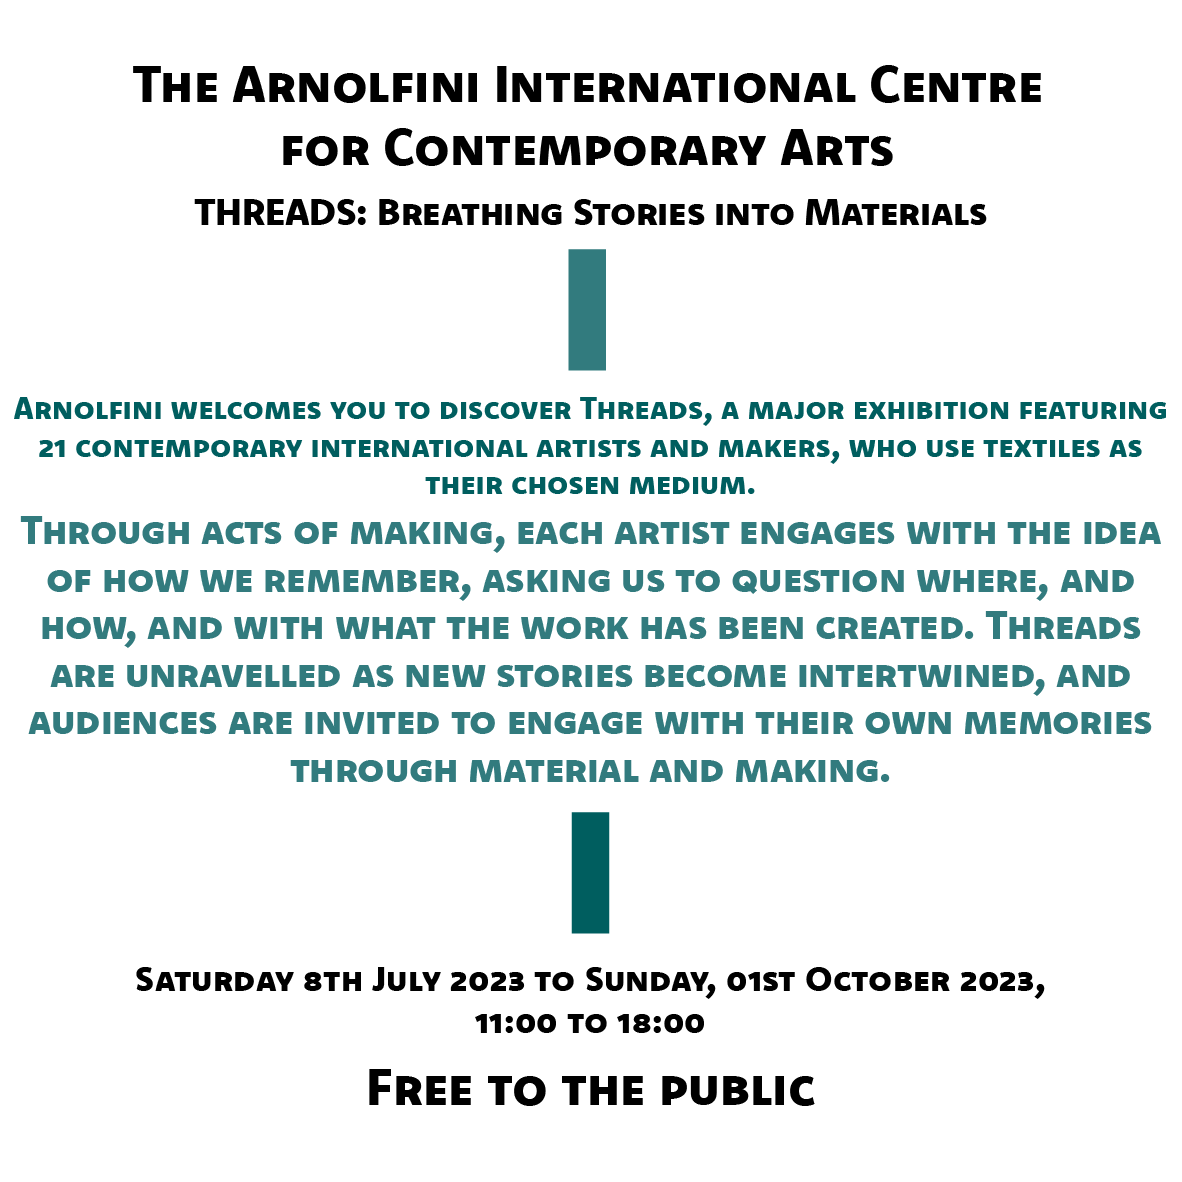 The Arnolfini International Centre
for Contemporary Arts
THREADS: Breathing Stories into Materials
Arnolfini welcomes you to discover Threads, a major exhibition featuring
21 contemporary international artists and makers, who use textiles as
their chosen medium.
Through acts of making, each artist engages with the idea
of how we remember, asking us to question where, and
how, and with what the work has been created. Threads
are unravelled as new stories become intertwined, and
audiences are invited to engage with their own memories
through material and making.
Saturday 8th July 2023 to Sunday, 01st October 2023,
11:00 to 18:00
Free to the public